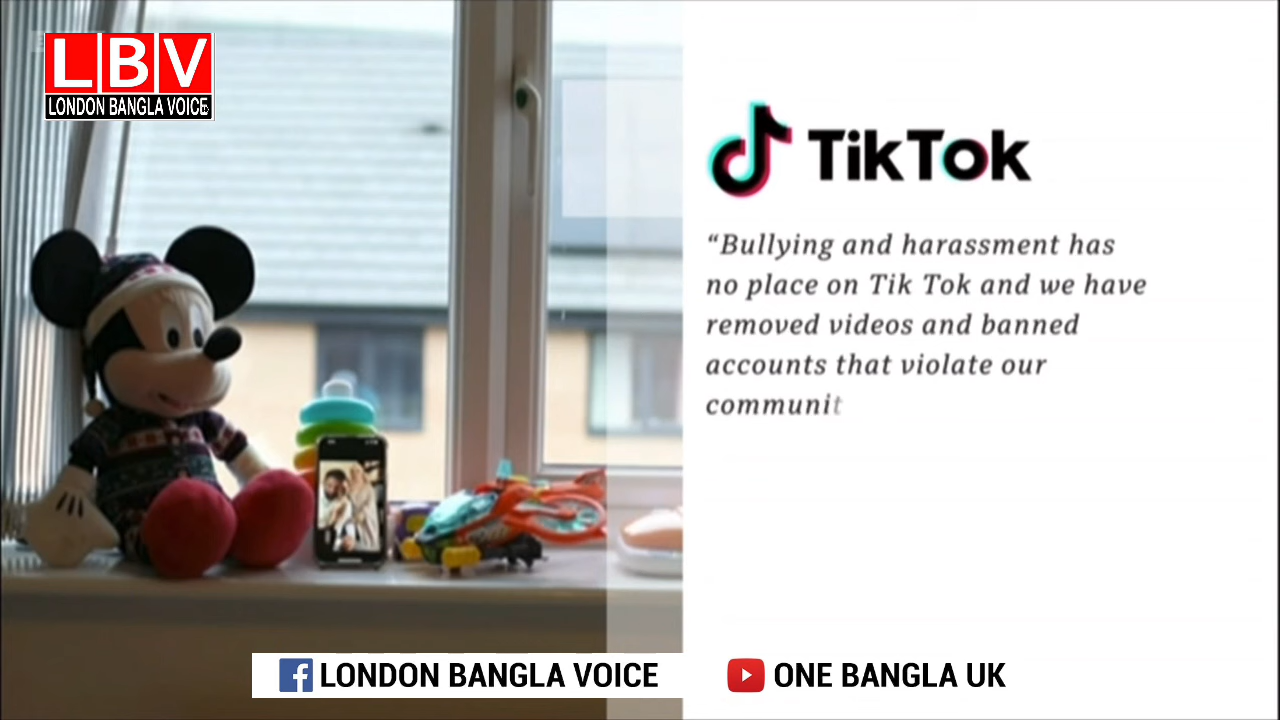 LBV
LONDON BANGLA VOICE
TikTok
“Bullying and harassment has
no place on Tik Tok and we have
removed videos and banned
accounts that violate our
communit
LONDON BANGLA VOICE
ONE BANGLA UK